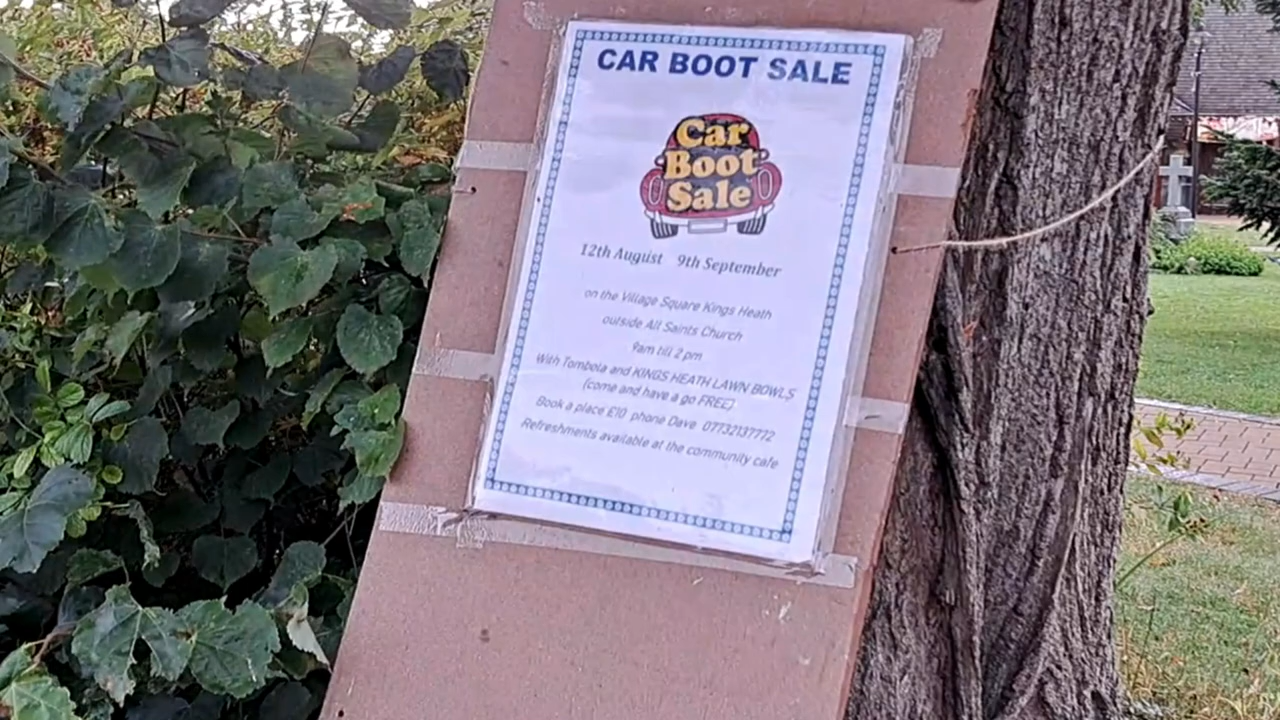 CAR BOOT SALE
Car
Boot
Sale
12th August 9th September
on the Village Square Kings Heath
outside All Saints Church
9am till 2 pm
With Tombola and KINGS HEATH LAWN BOWLS
(come and have a go FREE)
Book a place £10 phone Dave 07732137772
Refreshments available at the community cafe